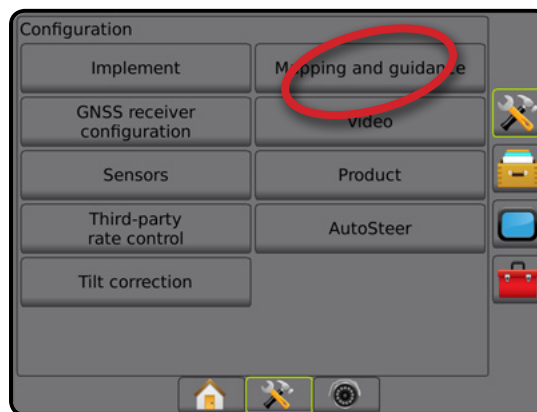 Configuration
Implement
Mapping and guidance
GNSS receiver
configuration
Video
Sensors
Product
Third-party
rate control
AutoSteer
Tilt correction